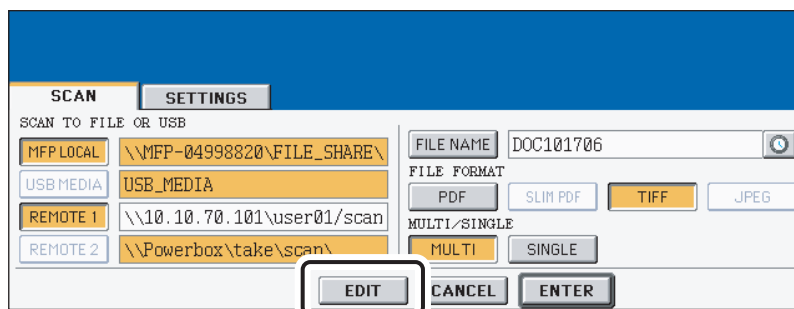 SCAN SETTINGS
SCAN TO FILE OR USB
MFP LOCAL \\MFP-04998820\FILE_SHARE\
USB MEDIA USB_MEDIA
REMOTE 1 \\10.10.70.101\user01/scan
REMOTE 2 \\Powerbox\take\scan\
FILE NAME DOC101706
FILE FORMAT
PDF SLIM PDF TIFF JPEG
MULTI/SINGLE
MULTI SINGLE
EDIT CANCEL ENTER